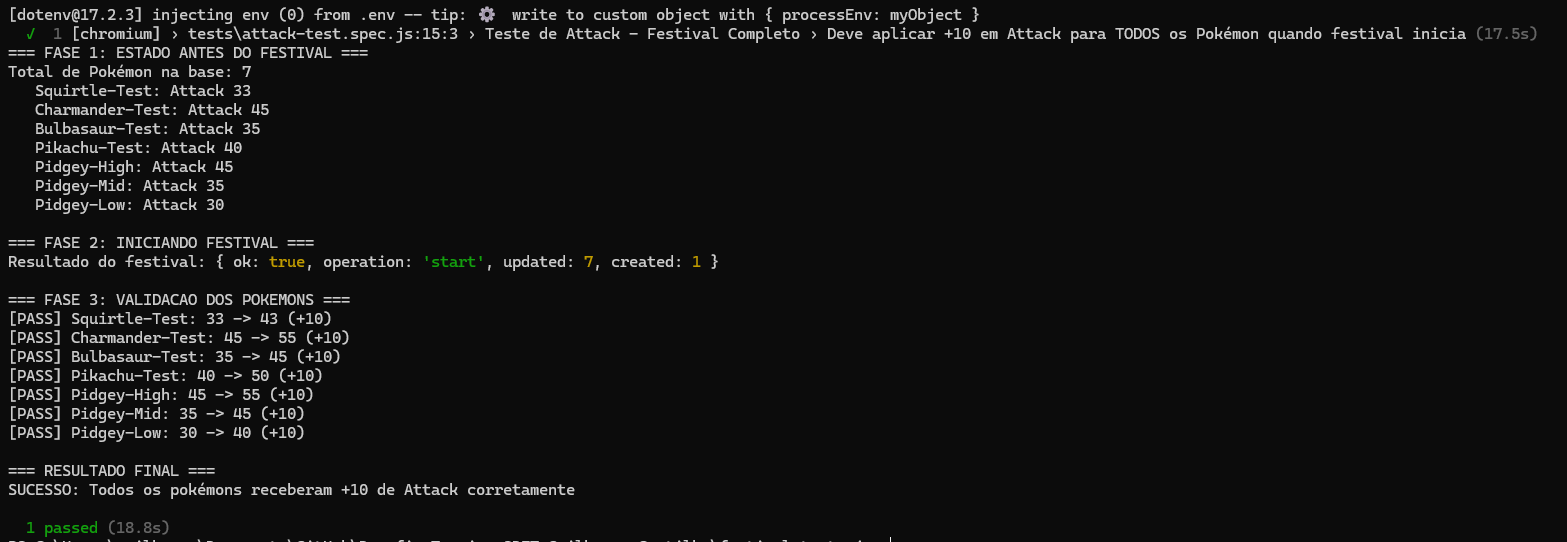 [dotenv@17.2.3] injecting env (0) from .env -- tip: ⚙️  write to custom object with { processEnv: myObject }
✓  1 [chromium] › tests\attack-test.spec.js:15:3 › Teste de Attack - Festival Completo › Deve aplicar +10 em Attack para TODOS os Pokémon quando festival inicia (17.5s)
=== FASE 1: ESTADO ANTES DO FESTIVAL ===
Total de Pokémon na base: 7
Squirtle-Test: Attack 33
Charmander-Test: Attack 45
Bulbasaur-Test: Attack 35
Pikachu-Test: Attack 40
Pidgey-High: Attack 45
Pidgey-Mid: Attack 35
Pidgey-Low: Attack 30
=== FASE 2: INICIANDO FESTIVAL ===
Resultado do festival: { ok: true, operation: 'start', updated: 7, created: 1 }
=== FASE 3: VALIDACAO DOS POKEMONS ===
[PASS] Squirtle-Test: 33 -> 43 (+10)
[PASS] Charmander-Test: 45 -> 55 (+10)
[PASS] Bulbasaur-Test: 35 -> 45 (+10)
[PASS] Pikachu-Test: 40 -> 50 (+10)
[PASS] Pidgey-High: 45 -> 55 (+10)
[PASS] Pidgey-Mid: 35 -> 45 (+10)
[PASS] Pidgey-Low: 30 -> 40 (+10)
=== RESULTADO FINAL ===
SUCESSO: Todos os pokémons receberam +10 de Attack corretamente
1 passed (18.8s)